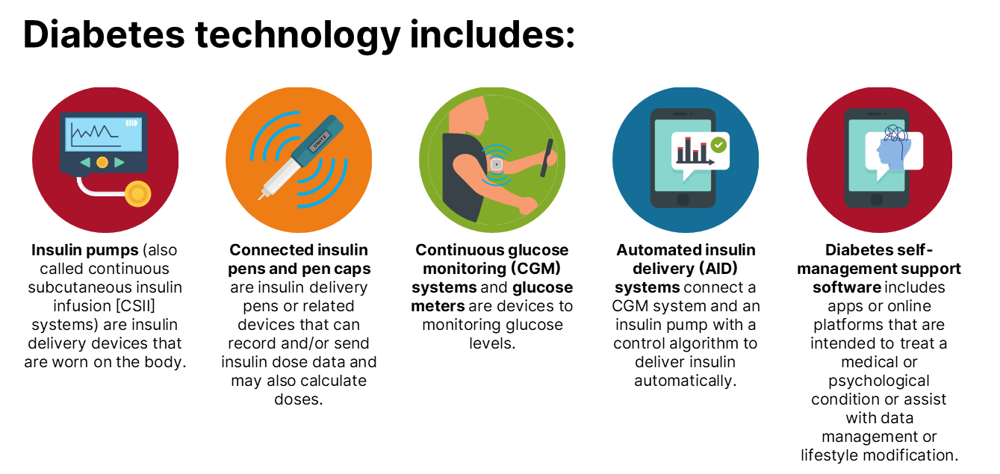 Diabetes technology includes:
UNITS
Insulin pumps (also
called continuous
subcutaneous insulin
infusion [CSII]
systems) are insulin
delivery devices that
are worn on the body.
Connected insulin
pens and pen caps
are insulin delivery
pens or related
devices that can
record and/or send
insulin dose data and
may also calculate
doses.
Continuous glucose
monitoring (CGM)
systems and glucose
meters are devices to
monitoring glucose
levels.
Automated insulin
delivery (AID)
systems connect a
CGM system and an
insulin pump with a
control algorithm to
deliver insulin
automatically.
Diabetes self-
management support
software includes
apps or online
platforms that are
intended to treat a
medical or
psychological
condition or assist
with data
management or
lifestyle modification.